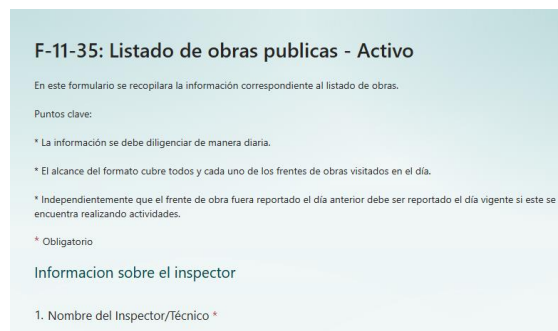 F-11-35: Listado de obras publicas - Activo
En este formulario se recopilara la información correspondiente al listado de obras.
Puntos clave:
* La información se debe diligenciar de manera diaria.
* El alcance del formato cubre todos y cada uno de los frentes de obras visitados en el día.
* Independientemente que el frente de obra fuera reportado el día anterior debe ser reportado el día vigente si este se
encuentra realizando actividades.
* Obligatorio
Informacion sobre el inspector
1. Nombre del Inspector/Técnico *